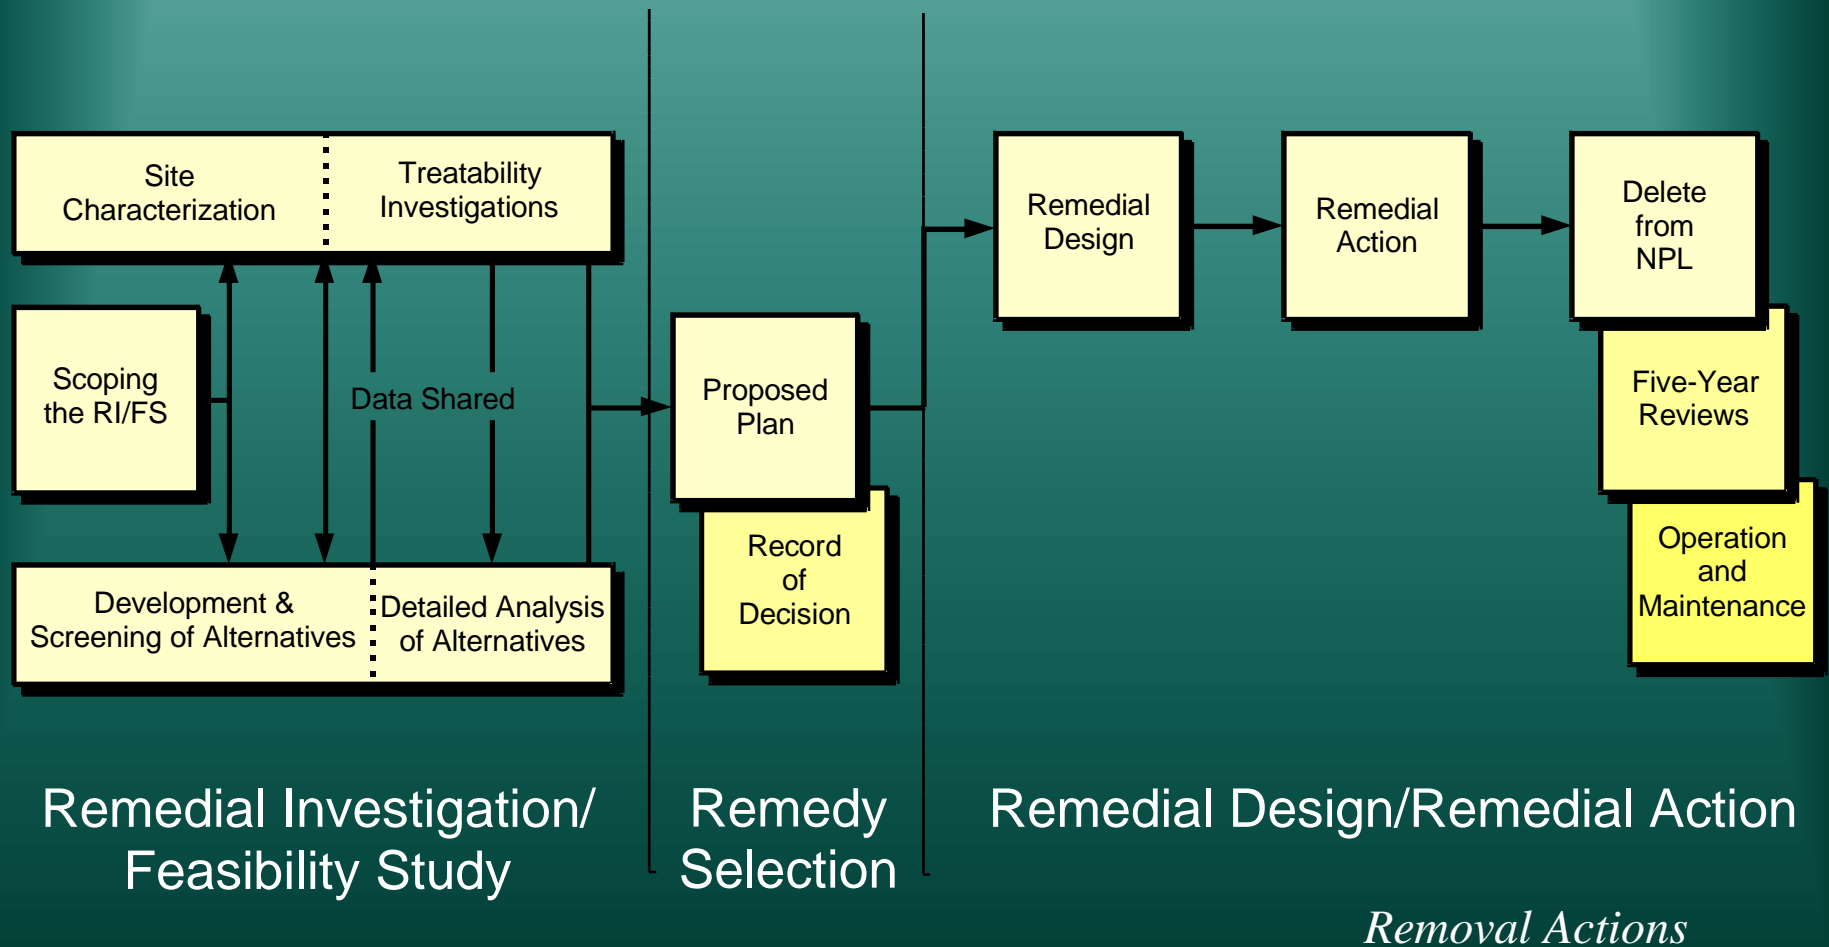 Site
Characterization
Treatability
Investigations
Scoping
the RI/FS
Data Shared
Development &
Screening of Alternatives
Detailed Analysis
of Alternatives
Proposed
Plan
Record
of
Decision
Remedial
Design
Remedial
Action
Delete
from
NPL
Five-Year
Reviews
Operation
and
Maintenance
Remedial Investigation/
Feasibility Study
Remedy
Selection
Remedial Design/Remedial Action
Removal Actions